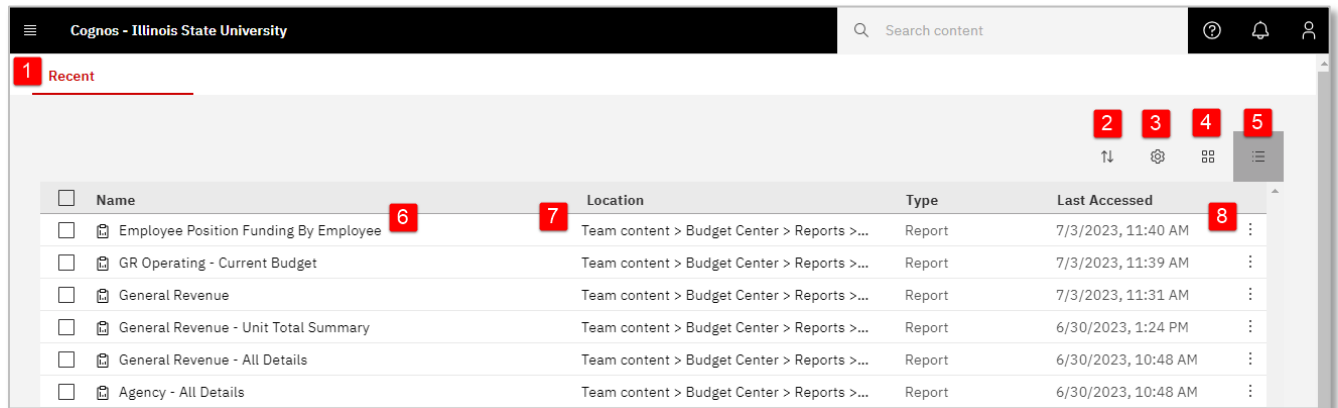 Cognos - Illinois State University Search content
1 Recent
2 3 4 5
Name Location Type Last Accessed
6 7 8
Employee Position Funding By Employee Team content > Budget Center > Reports >... Report 7/3/2023, 11:40 AM
GR Operating - Current Budget Team content > Budget Center > Reports >... Report 7/3/2023, 11:39 AM
General Revenue Team content > Budget Center > Reports >... Report 7/3/2023, 11:31 AM
General Revenue - Unit Total Summary Team content > Budget Center > Reports >... Report 6/30/2023, 1:24 PM
General Revenue - All Details Team content > Budget Center > Reports >... Report 6/30/2023, 10:48 AM
Agency - All Details Team content > Budget Center > Reports >... Report 6/30/2023, 10:48 AM